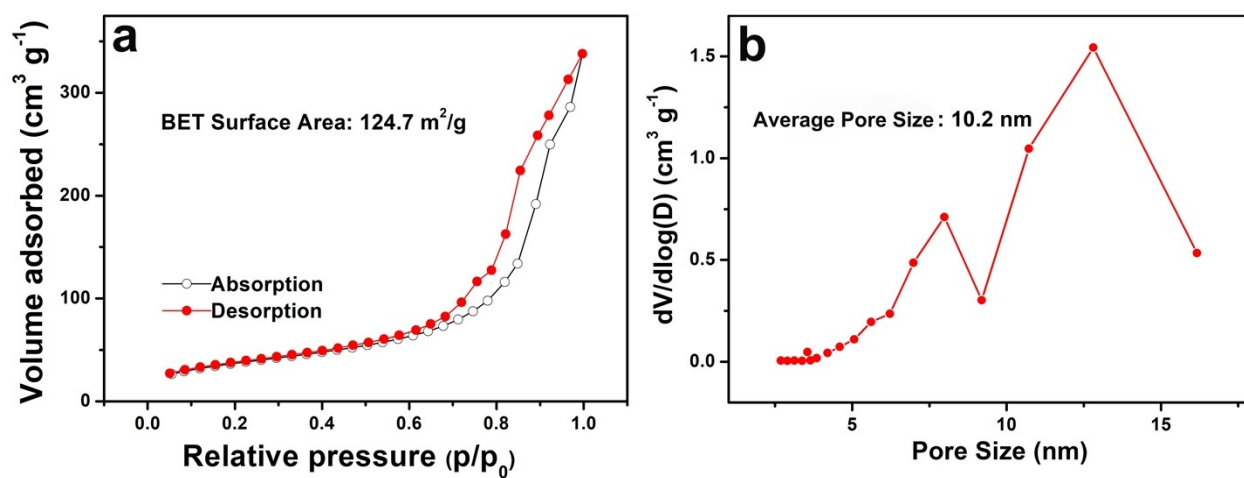 a
Volume adsorbed (cm³ g⁻¹)
300
200
100
0
BET Surface Area: 124.7 m²/g
Absorption
Desorption
0.0 0.2 0.4 0.6 0.8 1.0
Relative pressure (p/p₀)
b
dV/dlog(D) (cm³ g⁻¹)
1.5
1.0
0.5
0.0
Average Pore Size: 10.2 nm
5 10 15
Pore Size (nm)